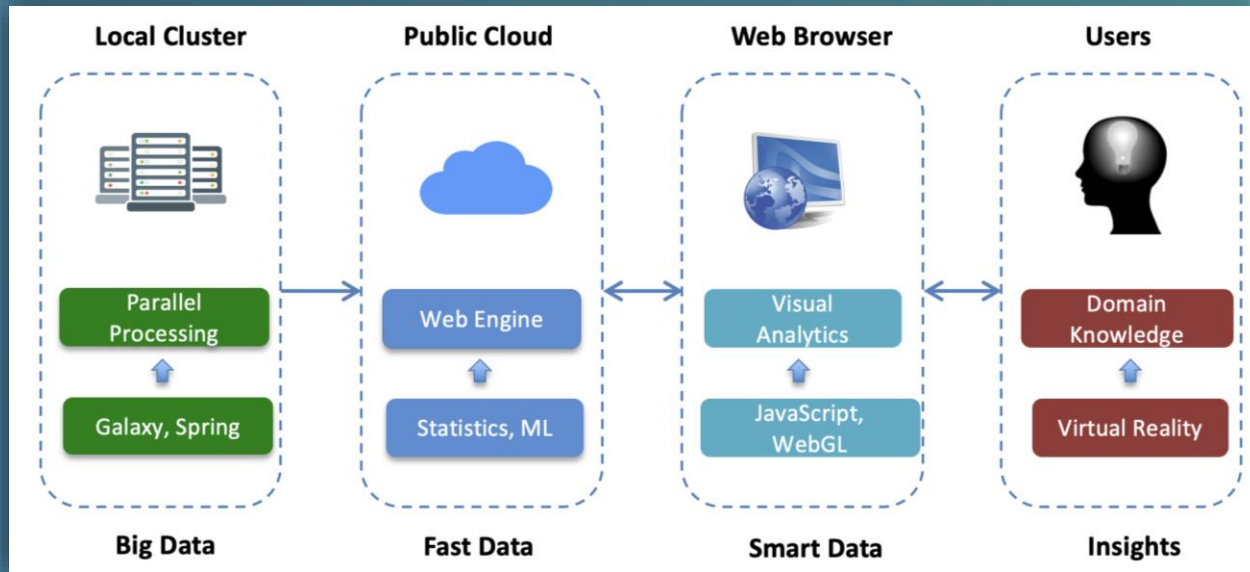 Local Cluster
Public Cloud
Web Browser
Users
Parallel
Processing
Web Engine
Visual
Analytics
Domain
Knowledge
Galaxy, Spring
Statistics, ML
JavaScript,
WebGL
Virtual Reality
Big Data
Fast Data
Smart Data
Insights